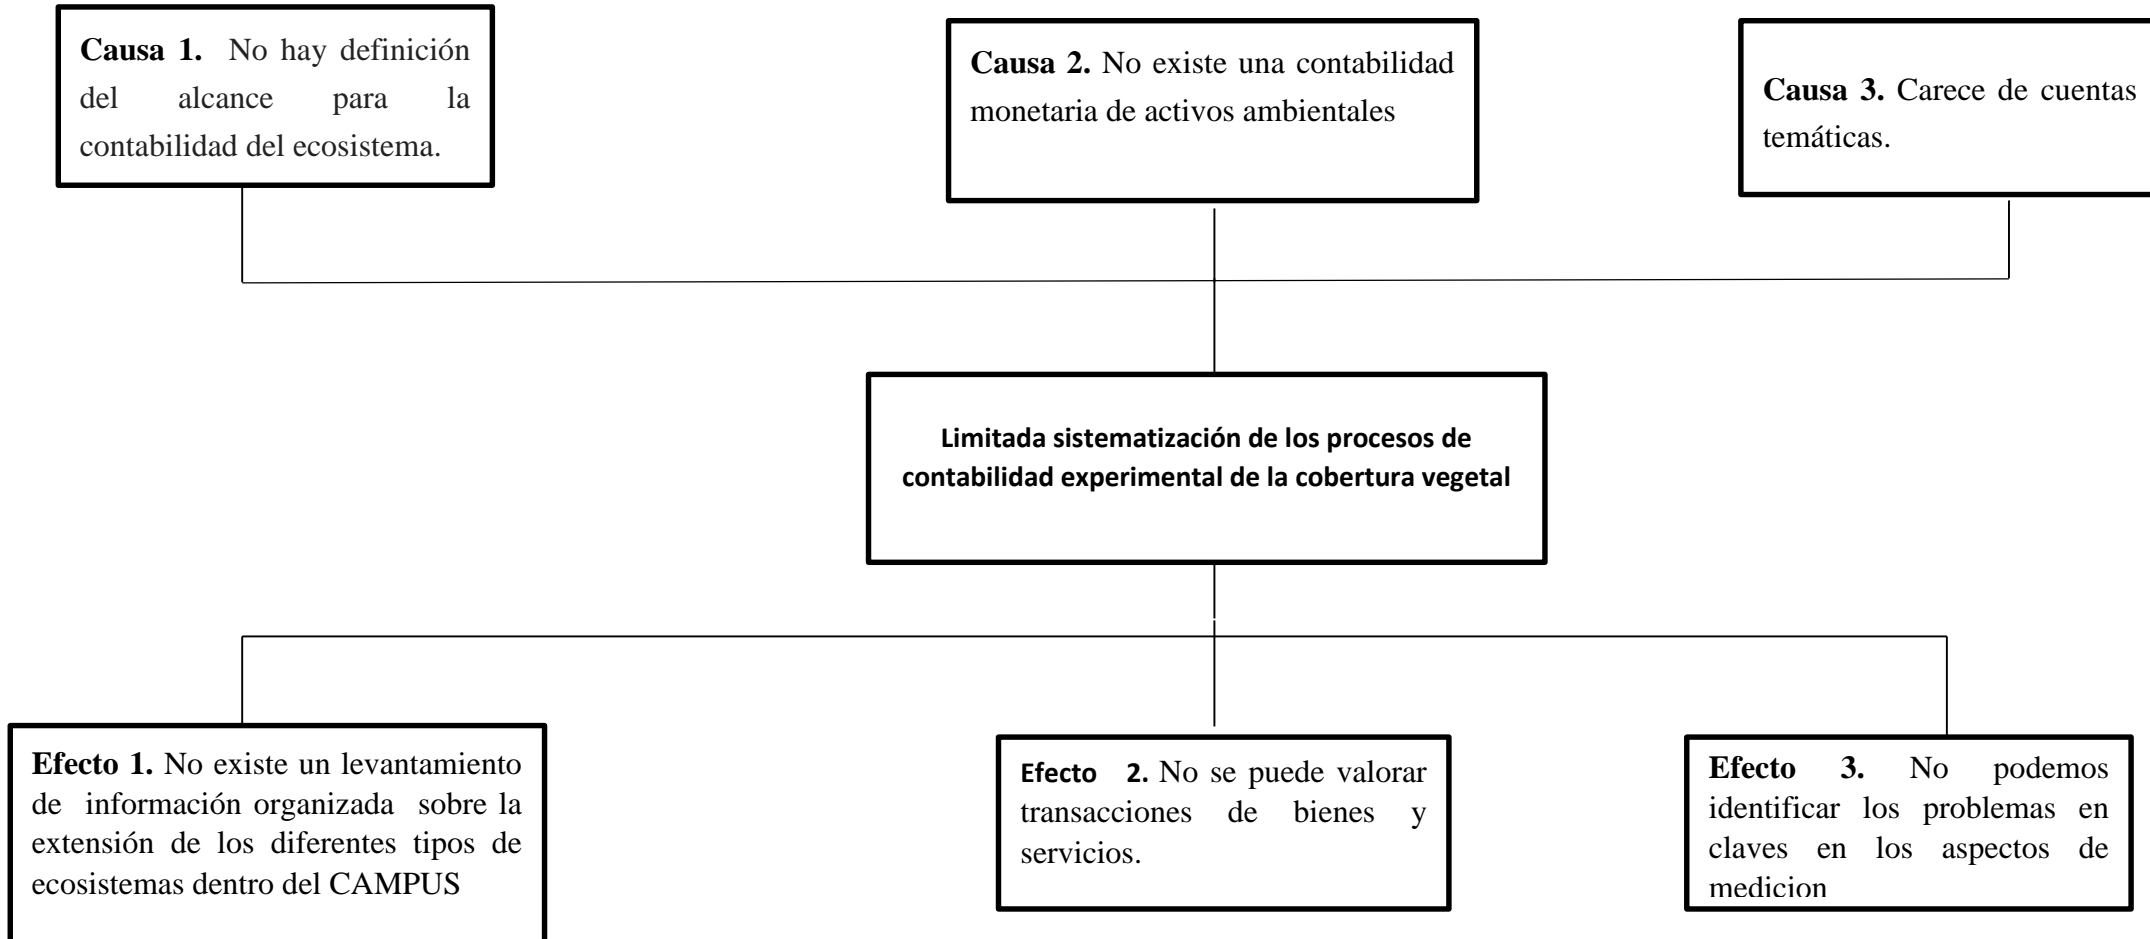 Causa 1. No hay definición
del alcance para la
contabilidad del ecosistema.
Causa 2. No existe una contabilidad
monetaria de activos ambientales
Causa 3. Carece de cuentas
temáticas.
Limitada sistematización de los procesos de
contabilidad experimental de la cobertura vegetal
Efecto 1. No existe un levantamiento
de información organizada sobre la
extensión de los diferentes tipos de
ecosistemas dentro del CAMPUS
Efecto 2. No se puede valorar
transacciones de bienes y
servicios.
Efecto 3. No podemos
identificar los problemas en
claves en los aspectos de
medicion